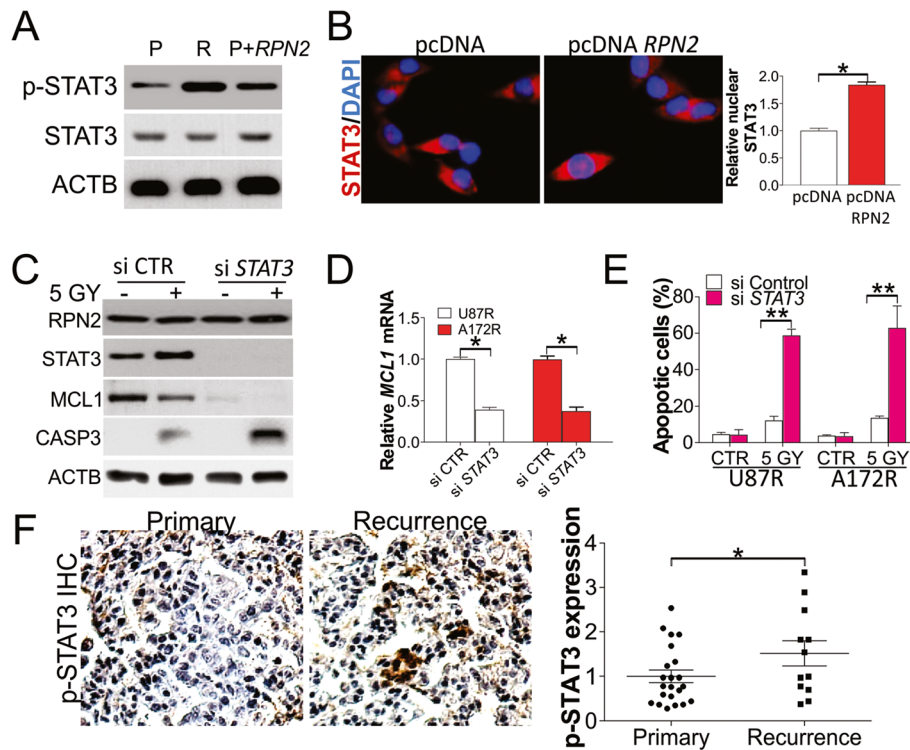 A
P R P+RPN2
p-STAT3
STAT3
ACTB
B
pcDNA
pcDNA RPN2
STAT3/DAPI
Relative nuclear
STAT3
2.0
1.5
1.0
0.5
0.0
*
pcDNA
pcDNA
RPN2
C
si CTR si STAT3
5 GY - + - +
RPN2
STAT3
MCL1
CASP3
ACTB
D
Relative MCL1 mRNA
U87R
A172R
1.5
1.0
0.5
0.0
* *
si CTR
si STAT3
si CTR
si STAT3
E
Apopotic cells (%)
si Control
si STAT3
80
60
40
20
0
** **
CTR 5 GY CTR 5 GY
U87R A172R
F
Primary Recurrence
p-STAT3 IHC
p-STAT3 expression
4
3
2
1
0
*
Primary Recurrence